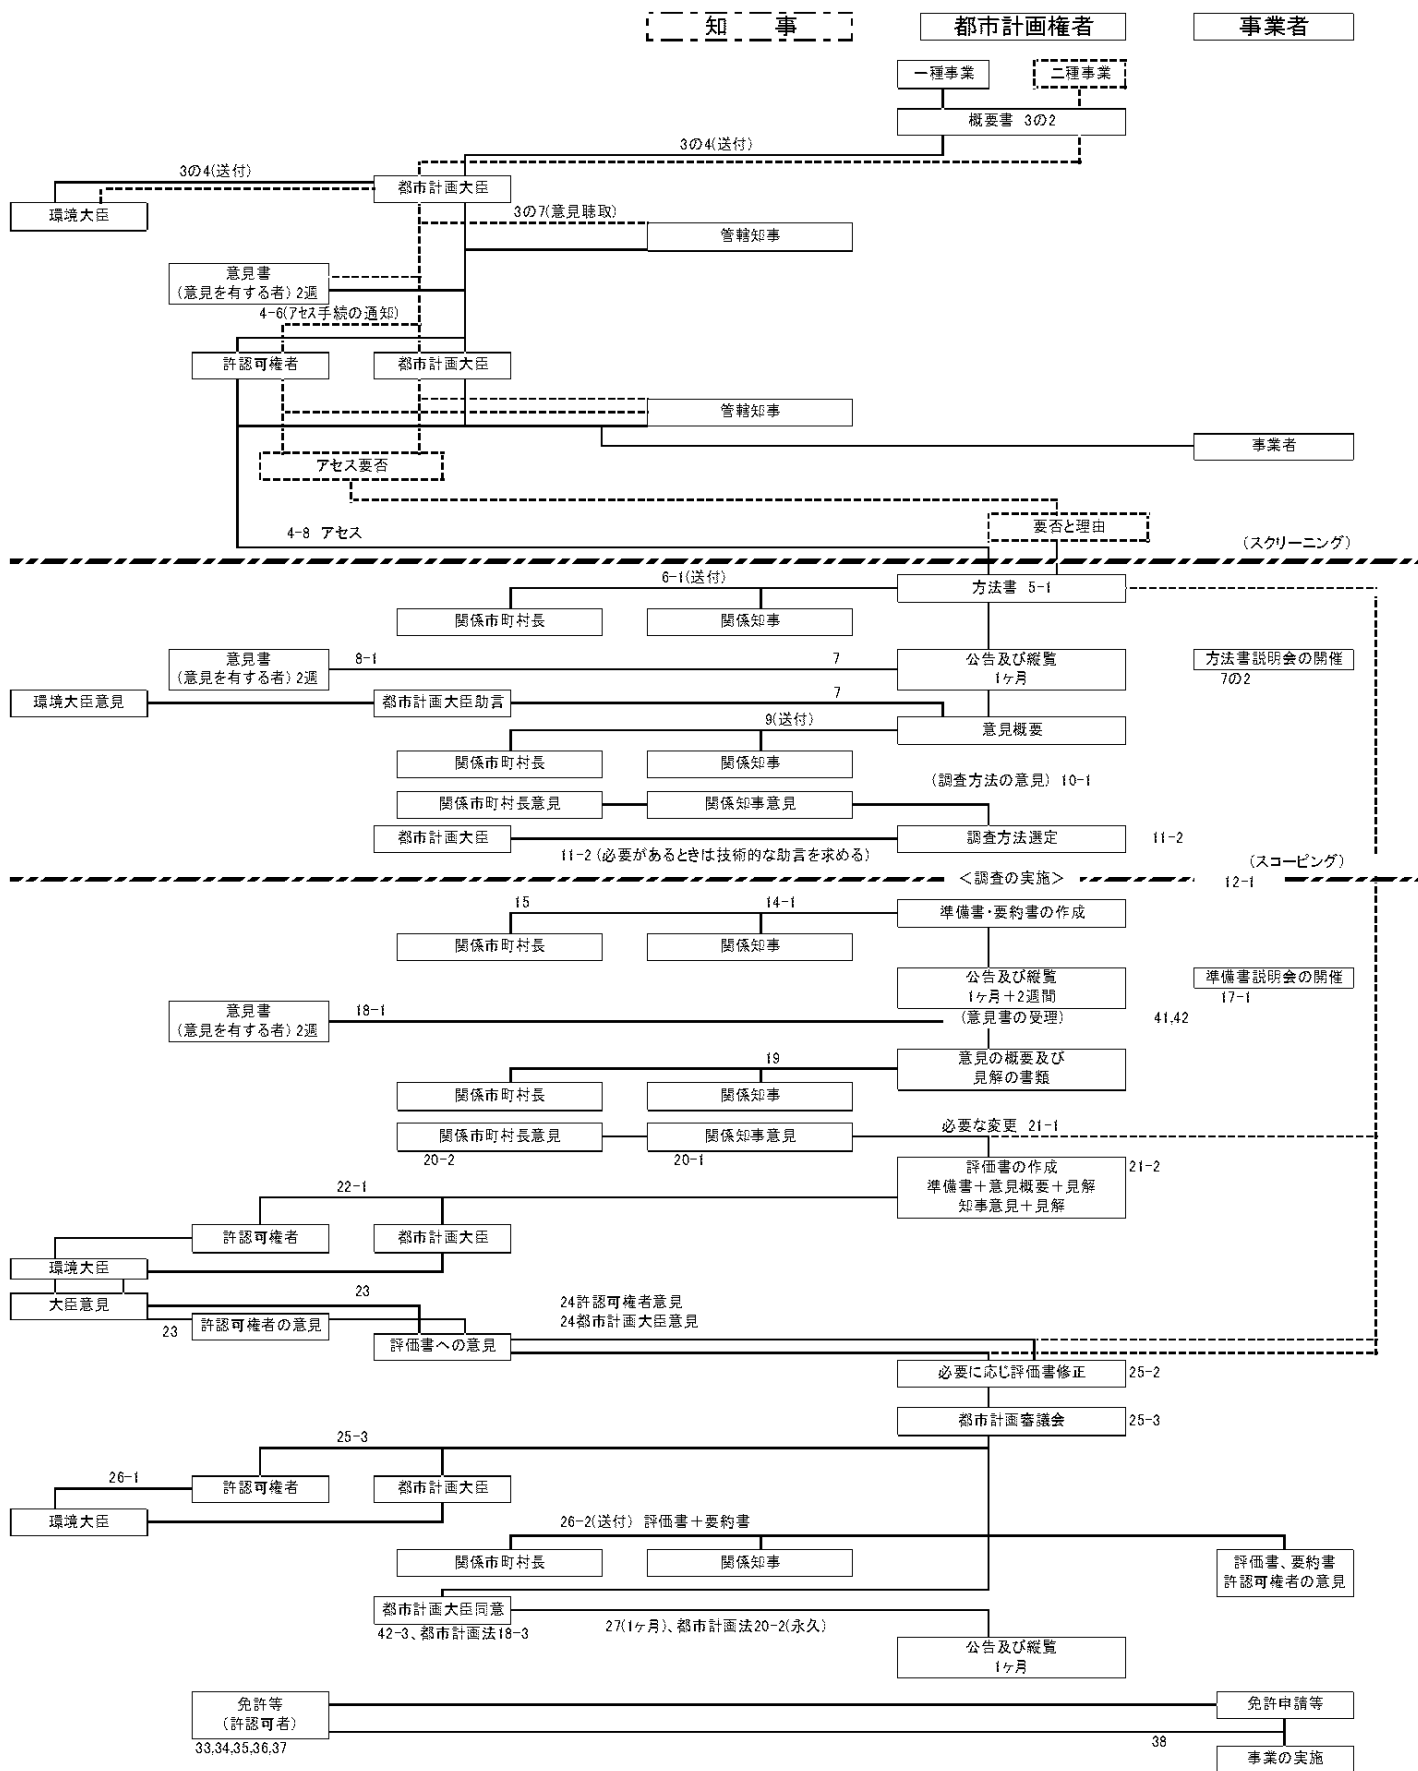 知　事
都市計画権者
事業者
一種事業
二種事業
概要書 3の2
3の4(送付)
3の4(送付)
都市計画大臣
環境大臣
3の7(意見聴取)
管轄知事
意見書
(意見を有する者) 2週
4-6(アセス手続の通知)
許認可権者
都市計画大臣
管轄知事
事業者
アセス要否
要否と理由
4-8 アセス
(スクリーニング)
6-1(送付)
方法書 5-1
関係市町村長
関係知事
意見書
(意見を有する者) 2週
8-1
7
公告及び縦覧
1ヶ月
方法書説明会の開催
7の2
環境大臣意見
都市計画大臣助言
7
9(送付)
意見概要
関係市町村長
関係知事
(調査方法の意見) 10-1
関係市町村長意見
関係知事意見
都市計画大臣
調査方法選定
11-2
11-2 (必要があるときは技術的な助言を求める)
(スコーピング)
＜調査の実施＞
12-1
15
14-1
準備書・要約書の作成
関係市町村長
関係知事
公告及び縦覧
1ヶ月＋2週間
準備書説明会の開催
17-1
意見書
(意見を有する者) 2週
18-1
(意見書の受理)
41,42
19
意見の概要及び
見解の書類
関係市町村長
関係知事
必要な変更 21-1
関係市町村長意見
関係知事意見
20-2
20-1
評価書の作成
準備書＋意見概要＋見解
知事意見＋見解
21-2
22-1
許認可権者
都市計画大臣
環境大臣
大臣意見
23
23
許認可権者の意見
24許認可権者意見
24都市計画大臣意見
評価書への意見
必要に応じ評価書修正
25-2
都市計画審議会
25-3
25-3
26-1
許認可権者
都市計画大臣
環境大臣
26-2(送付) 評価書＋要約書
関係市町村長
関係知事
評価書、要約書
許認可権者の意見
都市計画大臣同意
42-3、都市計画法18-3
27(1ヶ月)、都市計画法20-2(永久)
公告及び縦覧
1ヶ月
免許等
(許認可者)
33,34,35,36,37
免許申請等
38
事業の実施